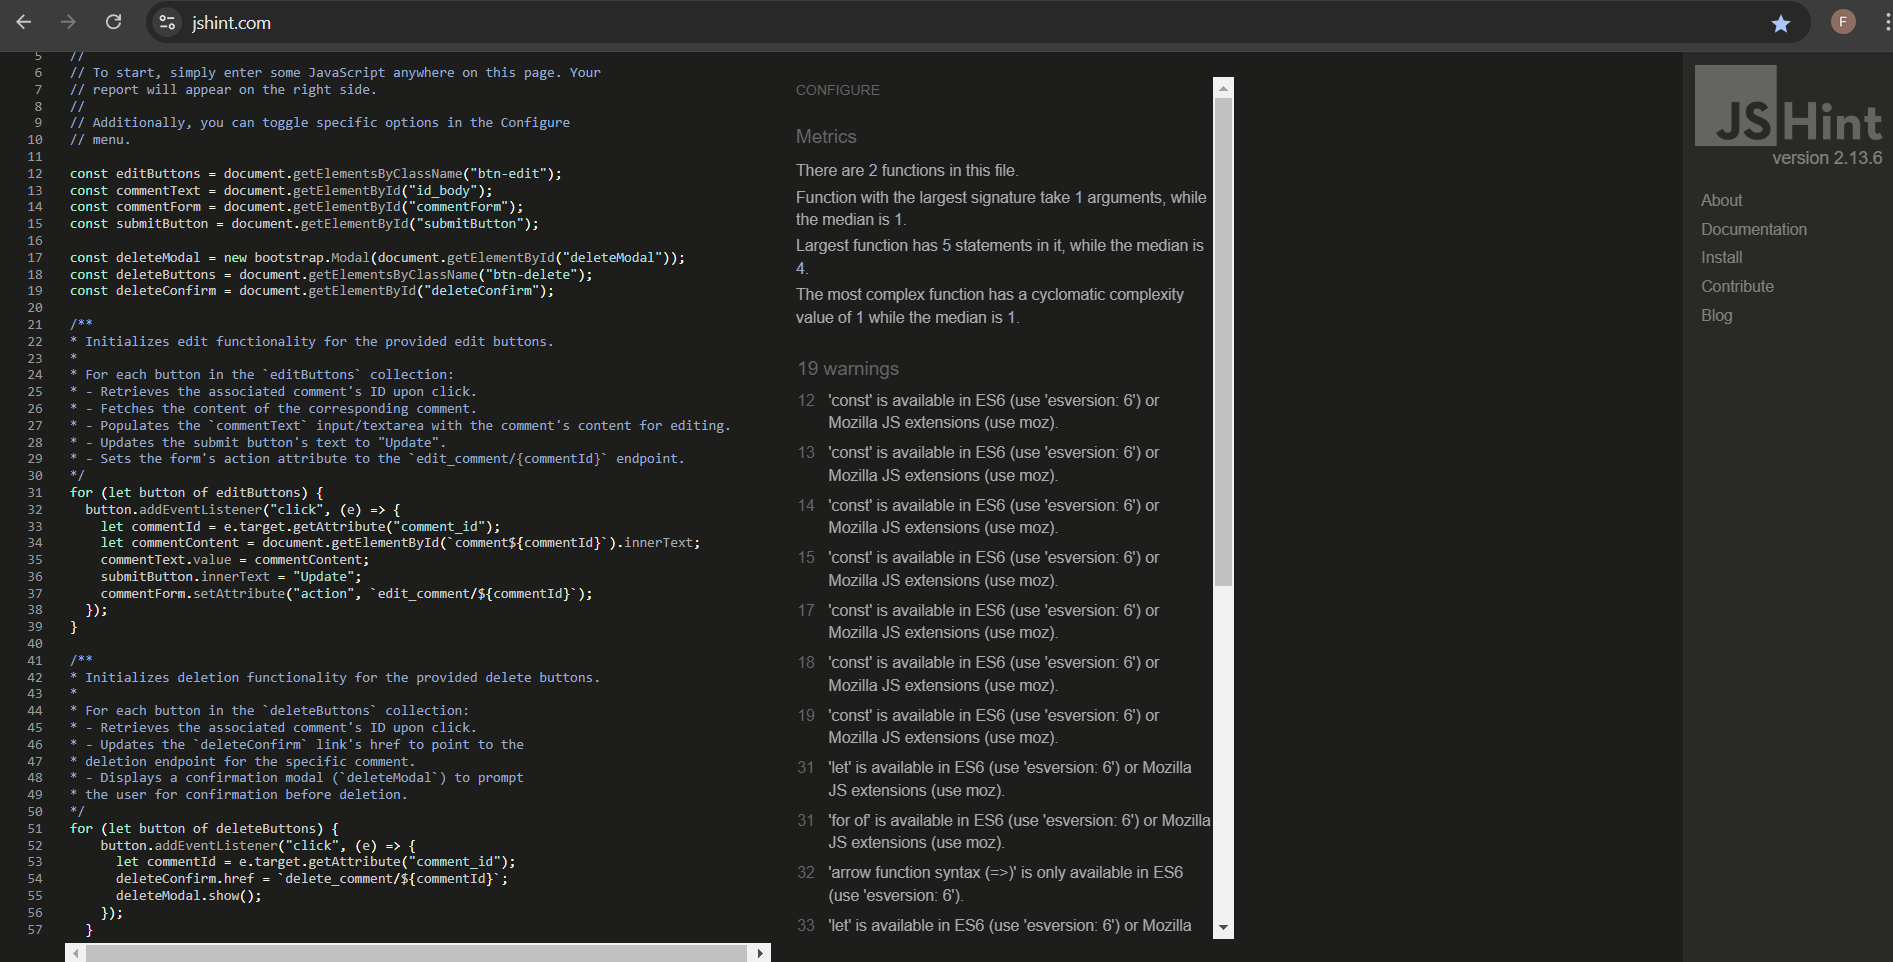 jshint.com
F
5 //
6 // To start, simply enter some JavaScript anywhere on this page. Your
7 // report will appear on the right side.
8 //
9 // Additionally, you can toggle specific options in the Configure
10 // menu.
11
12 const editButtons = document.getElementsByClassName("btn-edit");
13 const commentText = document.getElementById("id_body");
14 const commentForm = document.getElementById("commentForm");
15 const submitButton = document.getElementById("submitButton");
16
17 const deleteModal = new bootstrap.Modal(document.getElementById("deleteModal"));
18 const deleteButtons = document.getElementsByClassName("btn-delete");
19 const deleteConfirm = document.getElementById("deleteConfirm");
20
21 /**
22 * Initializes edit functionality for the provided edit buttons.
23 *
24 * For each button in the `editButtons` collection:
25 * - Retrieves the associated comment's ID upon click.
26 * - Fetches the content of the corresponding comment.
27 * - Populates the `commentText` input/textarea with the comment's content for editing.
28 * - Updates the submit button's text to "Update".
29 * - Sets the form's action attribute to the `edit_comment/{commentId}` endpoint.
30 */
31 for (let button of editButtons) {
32 button.addEventListener("click", (e) => {
33 let commentId = e.target.getAttribute("comment_id");
34 let commentContent = document.getElementById(`comment${commentId}`).innerText;
35 commentText.value = commentContent;
36 submitButton.innerText = "Update";
37 commentForm.setAttribute("action", `edit_comment/${commentId}`);
38 });
39 }
40
41 /**
42 * Initializes deletion functionality for the provided delete buttons.
43 *
44 * For each button in the `deleteButtons` collection:
45 * - Retrieves the associated comment's ID upon click.
46 * - Updates the `deleteConfirm` link's href to point to the
47 * deletion endpoint for the specific comment.
48 * - Displays a confirmation modal (`deleteModal`) to prompt
49 * the user for confirmation before deletion.
50 */
51 for (let button of deleteButtons) {
52 button.addEventListener("click", (e) => {
53 let commentId = e.target.getAttribute("comment_id");
54 deleteConfirm.href = `delete_comment/${commentId}`;
55 deleteModal.show();
56 });
57 }
CONFIGURE
Metrics
There are 2 functions in this file.
Function with the largest signature take 1 arguments, while
the median is 1.
Largest function has 5 statements in it, while the median is
4.
The most complex function has a cyclomatic complexity
value of 1 while the median is 1.
19 warnings
12 'const' is available in ES6 (use 'esversion: 6') or
Mozilla JS extensions (use moz).
13 'const' is available in ES6 (use 'esversion: 6') or
Mozilla JS extensions (use moz).
14 'const' is available in ES6 (use 'esversion: 6') or
Mozilla JS extensions (use moz).
15 'const' is available in ES6 (use 'esversion: 6') or
Mozilla JS extensions (use moz).
17 'const' is available in ES6 (use 'esversion: 6') or
Mozilla JS extensions (use moz).
18 'const' is available in ES6 (use 'esversion: 6') or
Mozilla JS extensions (use moz).
19 'const' is available in ES6 (use 'esversion: 6') or
Mozilla JS extensions (use moz).
31 'let' is available in ES6 (use 'esversion: 6') or Mozilla
JS extensions (use moz).
31 'for of' is available in ES6 (use 'esversion: 6') or Mozilla
JS extensions (use moz).
32 'arrow function syntax (=>)' is only available in ES6
(use 'esversion: 6').
33 'let' is available in ES6 (use 'esversion: 6') or Mozilla
JSHint
version 2.13.6
About
Documentation
Install
Contribute
Blog